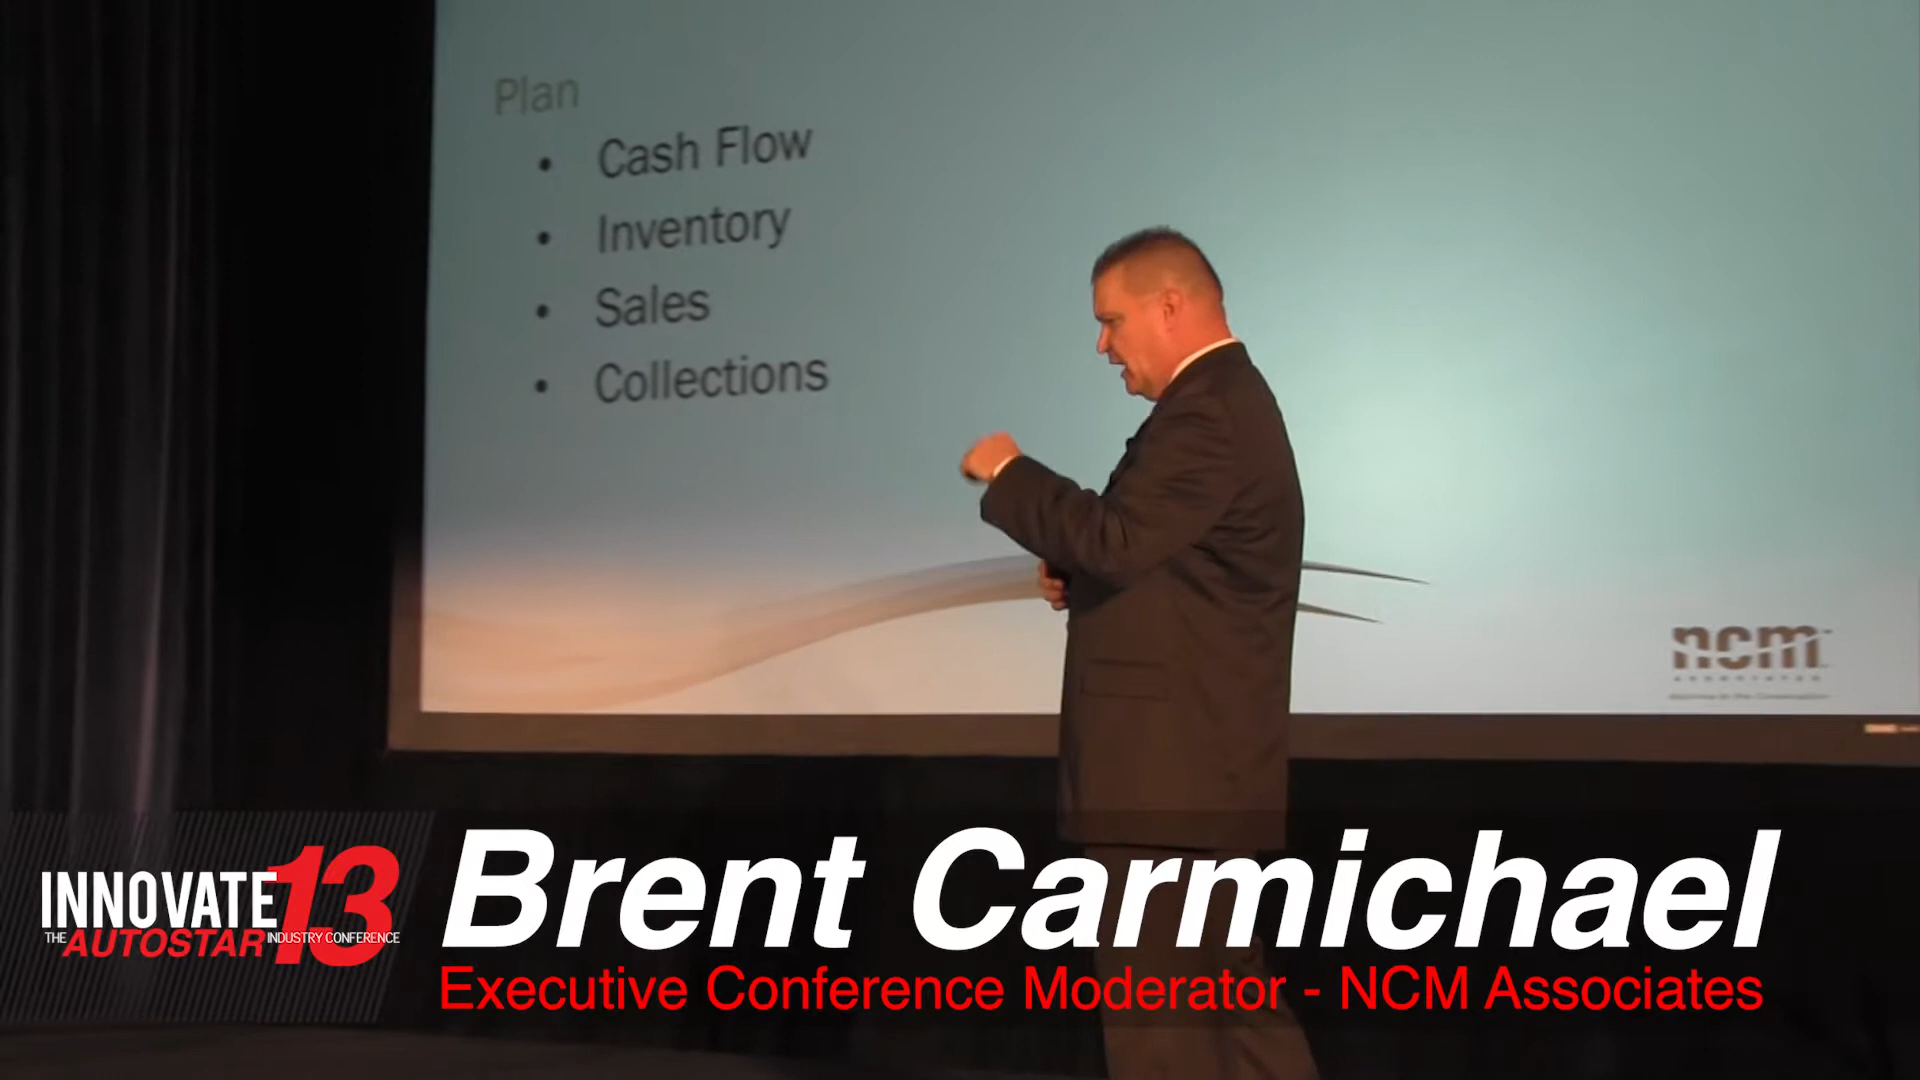 Plan
• Cash Flow
• Inventory
• Sales
• Collections
ncm
ASSOCIATES
INNOVATE 13
THE AUTOSTAR INDUSTRY CONFERENCE
Brent Carmichael
Executive Conference Moderator - NCM Associates